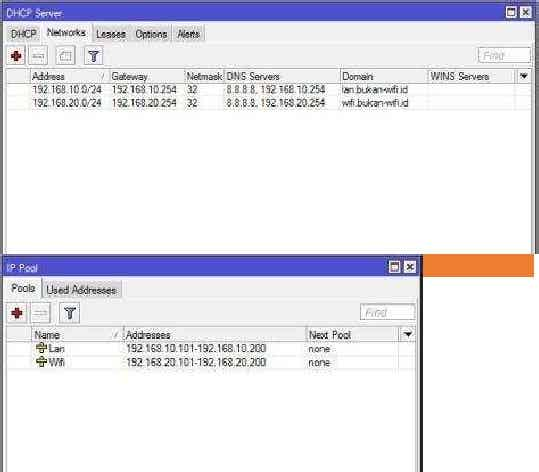 DHCP Server
DHCP Networks Leases Options Alerts
Find
Address Gateway Netmask DNS Servers Domain WINS Servers
192.168.10.0/24 192.168.10.254 32 8.8.8.8, 192.168.10.254 lan.bukan-wifi.id
192.168.20.0/24 192.168.20.254 32 8.8.8.8, 192.168.20.254 wifi.bukan-wifi.id
IP Pool
Pools Used Addresses
Find
Name Addresses Next Pool
Lan 192.168.10.101-192.168.10.200 none
Wifi 192.168.20.101-192.168.20.200 none